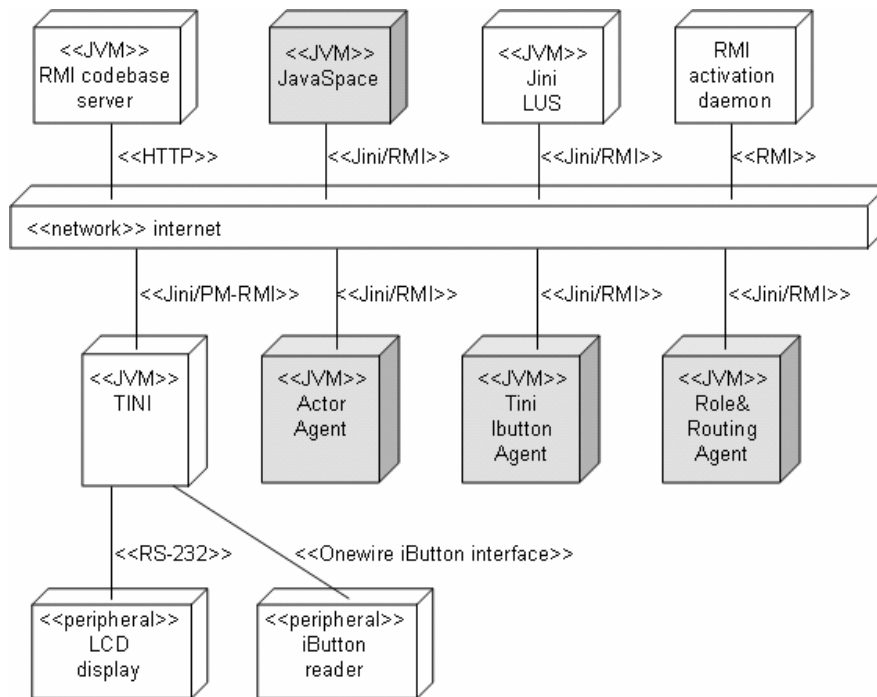 <<JVM>>
RMI codebase
server
<<JVM>>
JavaSpace
<<JVM>>
Jini
LUS
RMI
activation
daemon
<<HTTP>>
<<Jini/RMI>>
<<Jini/RMI>>
<<RMI>>
<<network>> internet
<<Jini/PM-RMI>>
<<Jini/RMI>>
<<Jini/RMI>>
<<Jini/RMI>>
<<JVM>>
TINI
<<JVM>>
Actor
Agent
<<JVM>>
Tini
Ibutton
Agent
<<JVM>>
Role&
Routing
Agent
<<RS-232>>
<<Onewire iButton interface>>
<<peripheral>>
LCD
display
<<peripheral>>
iButton
reader